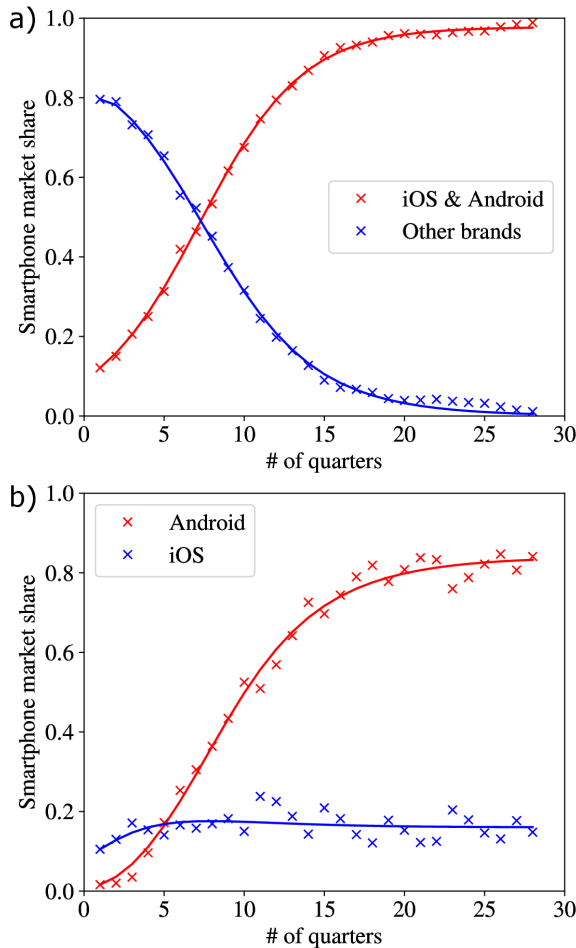 a)
1.0
0.8
0.6
0.4
0.2
0.0
Smartphone market share
iOS & Android
Other brands
0 5 10 15 20 25 30
# of quarters
b)
1.0
0.8
0.6
0.4
0.2
0.0
Smartphone market share
Android
iOS
0 5 10 15 20 25 30
# of quarters